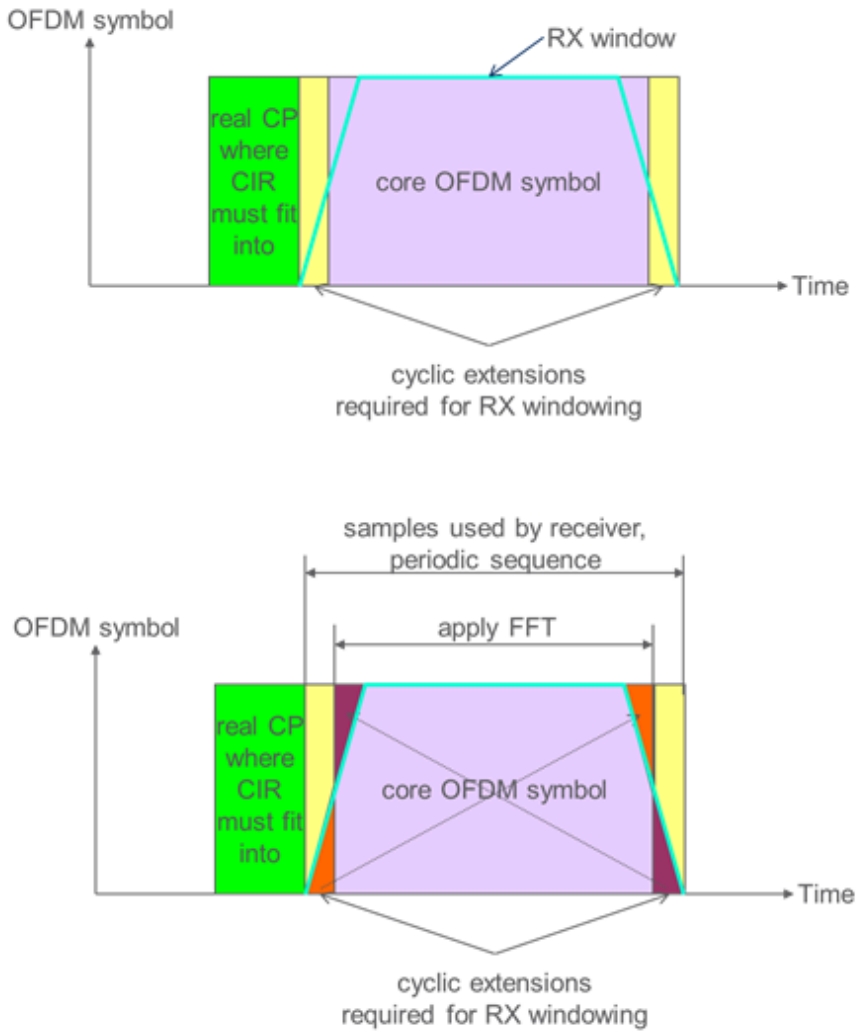 OFDM symbol
RX window
real CP
where
CIR
must fit
into
core OFDM symbol
Time
cyclic extensions
required for RX windowing
samples used by receiver,
periodic sequence
OFDM symbol
apply FFT
real CP
where
CIR
must fit
into
core OFDM symbol
Time
cyclic extensions
required for RX windowing